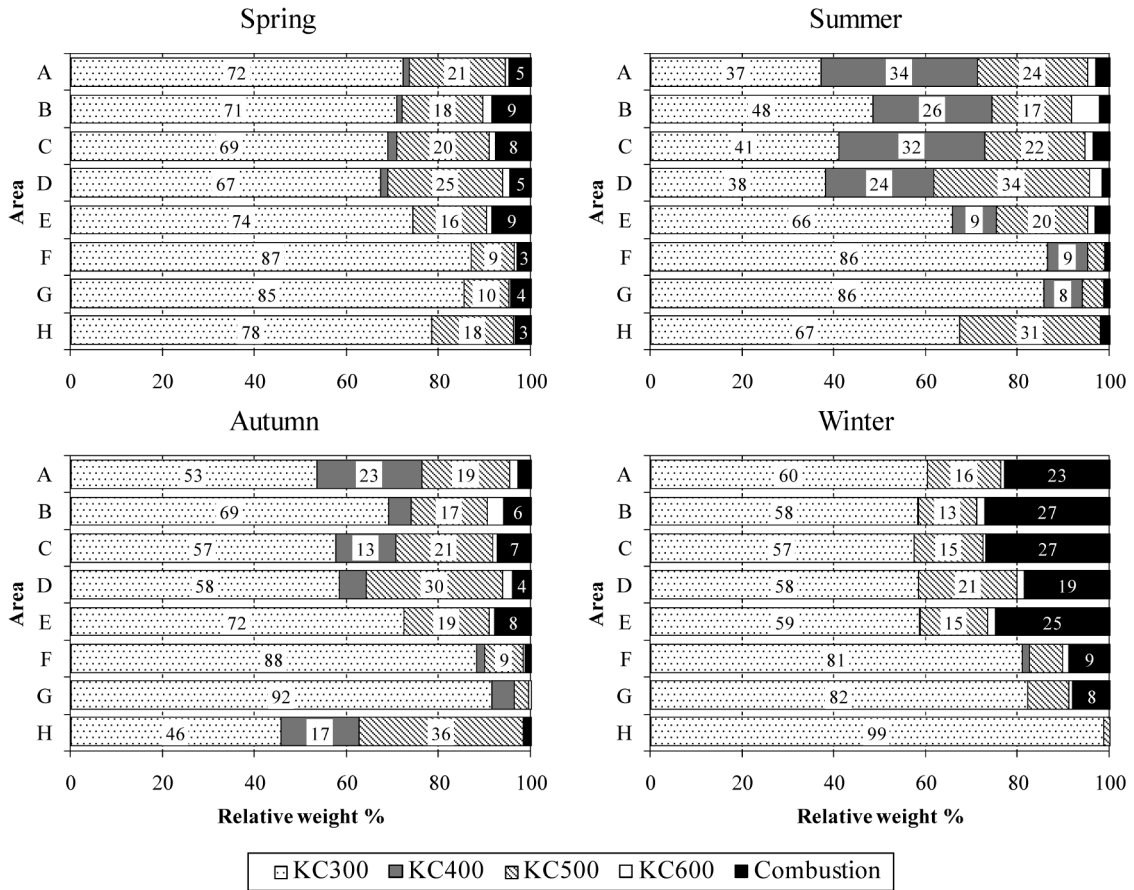 Spring
Area
A 72 21 5
B 71 18 9
C 69 20 8
D 67 25 5
E 74 16 9
F 87 9 3
G 85 10 4
H 78 18 3
0 20 40 60 80 100
Summer
Area
A 37 34 24
B 48 26 17
C 41 32 22
D 38 24 34
E 66 9 20
F 86 9
G 86 8
H 67 31
0 20 40 60 80 100
Autumn
Area
A 53 23 19
B 69 17 6
C 57 13 21 7
D 58 30 4
E 72 19 8
F 88 9
G 92
H 46 17 36
0 20 40 60 80 100
Relative weight %
Winter
Area
A 60 16 23
B 58 13 27
C 57 15 27
D 58 21 19
E 59 15 25
F 81 9
G 82 8
H 99
0 20 40 60 80 100
Relative weight %
KC300 KC400 KC500 KC600 Combustion